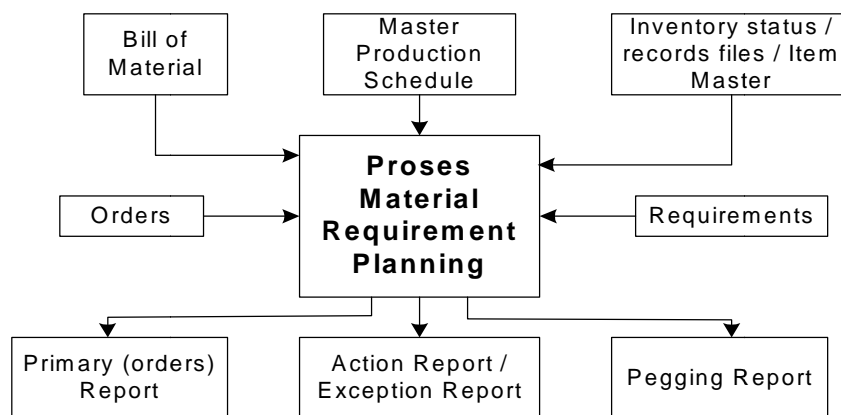 Bill of
Material
Master
Production
Schedule
Inventory status /
records files / Item
Master
Proses
Material
Requirement
Planning
Orders
Requirements
Primary (orders)
Report
Action Report /
Exception Report
Pegging Report